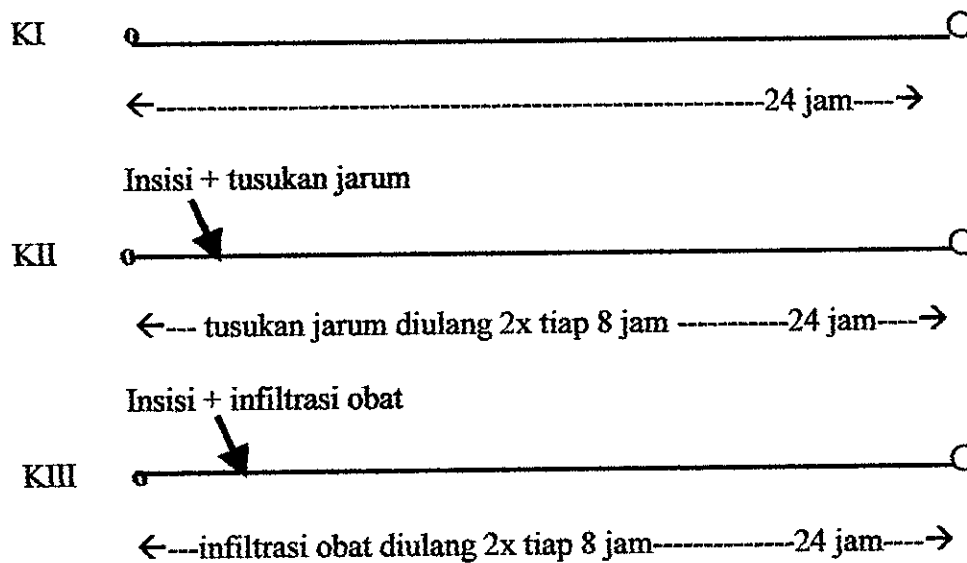 KI
←---------------------------------------------------24 jam----→
Insisi + tusukan jarum
KII
←--- tusukan jarum diulang 2x tiap 8 jam ------------24 jam----→
Insisi + infiltrasi obat
KIII
←---infiltrasi obat diulang 2x tiap 8 jam---------------24 jam----→